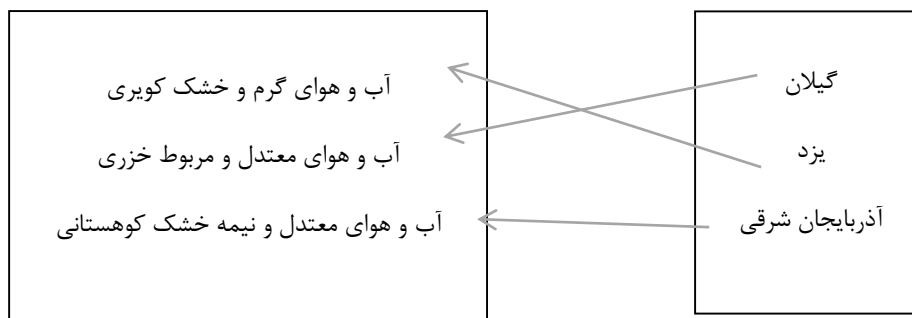 گیلان
یزد
آذربایجان شرقی
آب و هوای گرم و خشک کویری
آب و هوای معتدل و مربوط خزری
آب و هوای معتدل و نیمه خشک کوهستانی